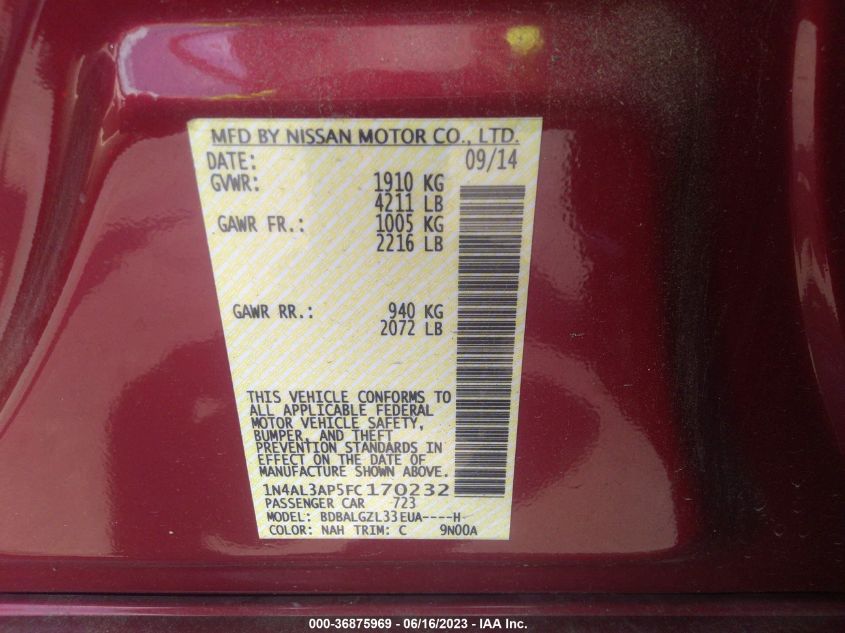 MFD BY NISSAN MOTOR CO., LTD.
DATE: 09/14
GVWR: 1910 KG
4211 LB
GAWR FR.: 1005 KG
2216 LB
GAWR RR.: 940 KG
2072 LB
THIS VEHICLE CONFORMS TO
ALL APPLICABLE FEDERAL
MOTOR VEHICLE SAFETY,
BUMPER, AND THEFT
PREVENTION STANDARDS IN
EFFECT ON THE DATE OF
MANUFACTURE SHOWN ABOVE.
1N4AL3AP5FC170232
PASSENGER CAR 723
MODEL: BDBALGZL33EUA----H-
COLOR: NAH TRIM: C 9N00A
000-36875969 - 06/16/2023 - IAA Inc.